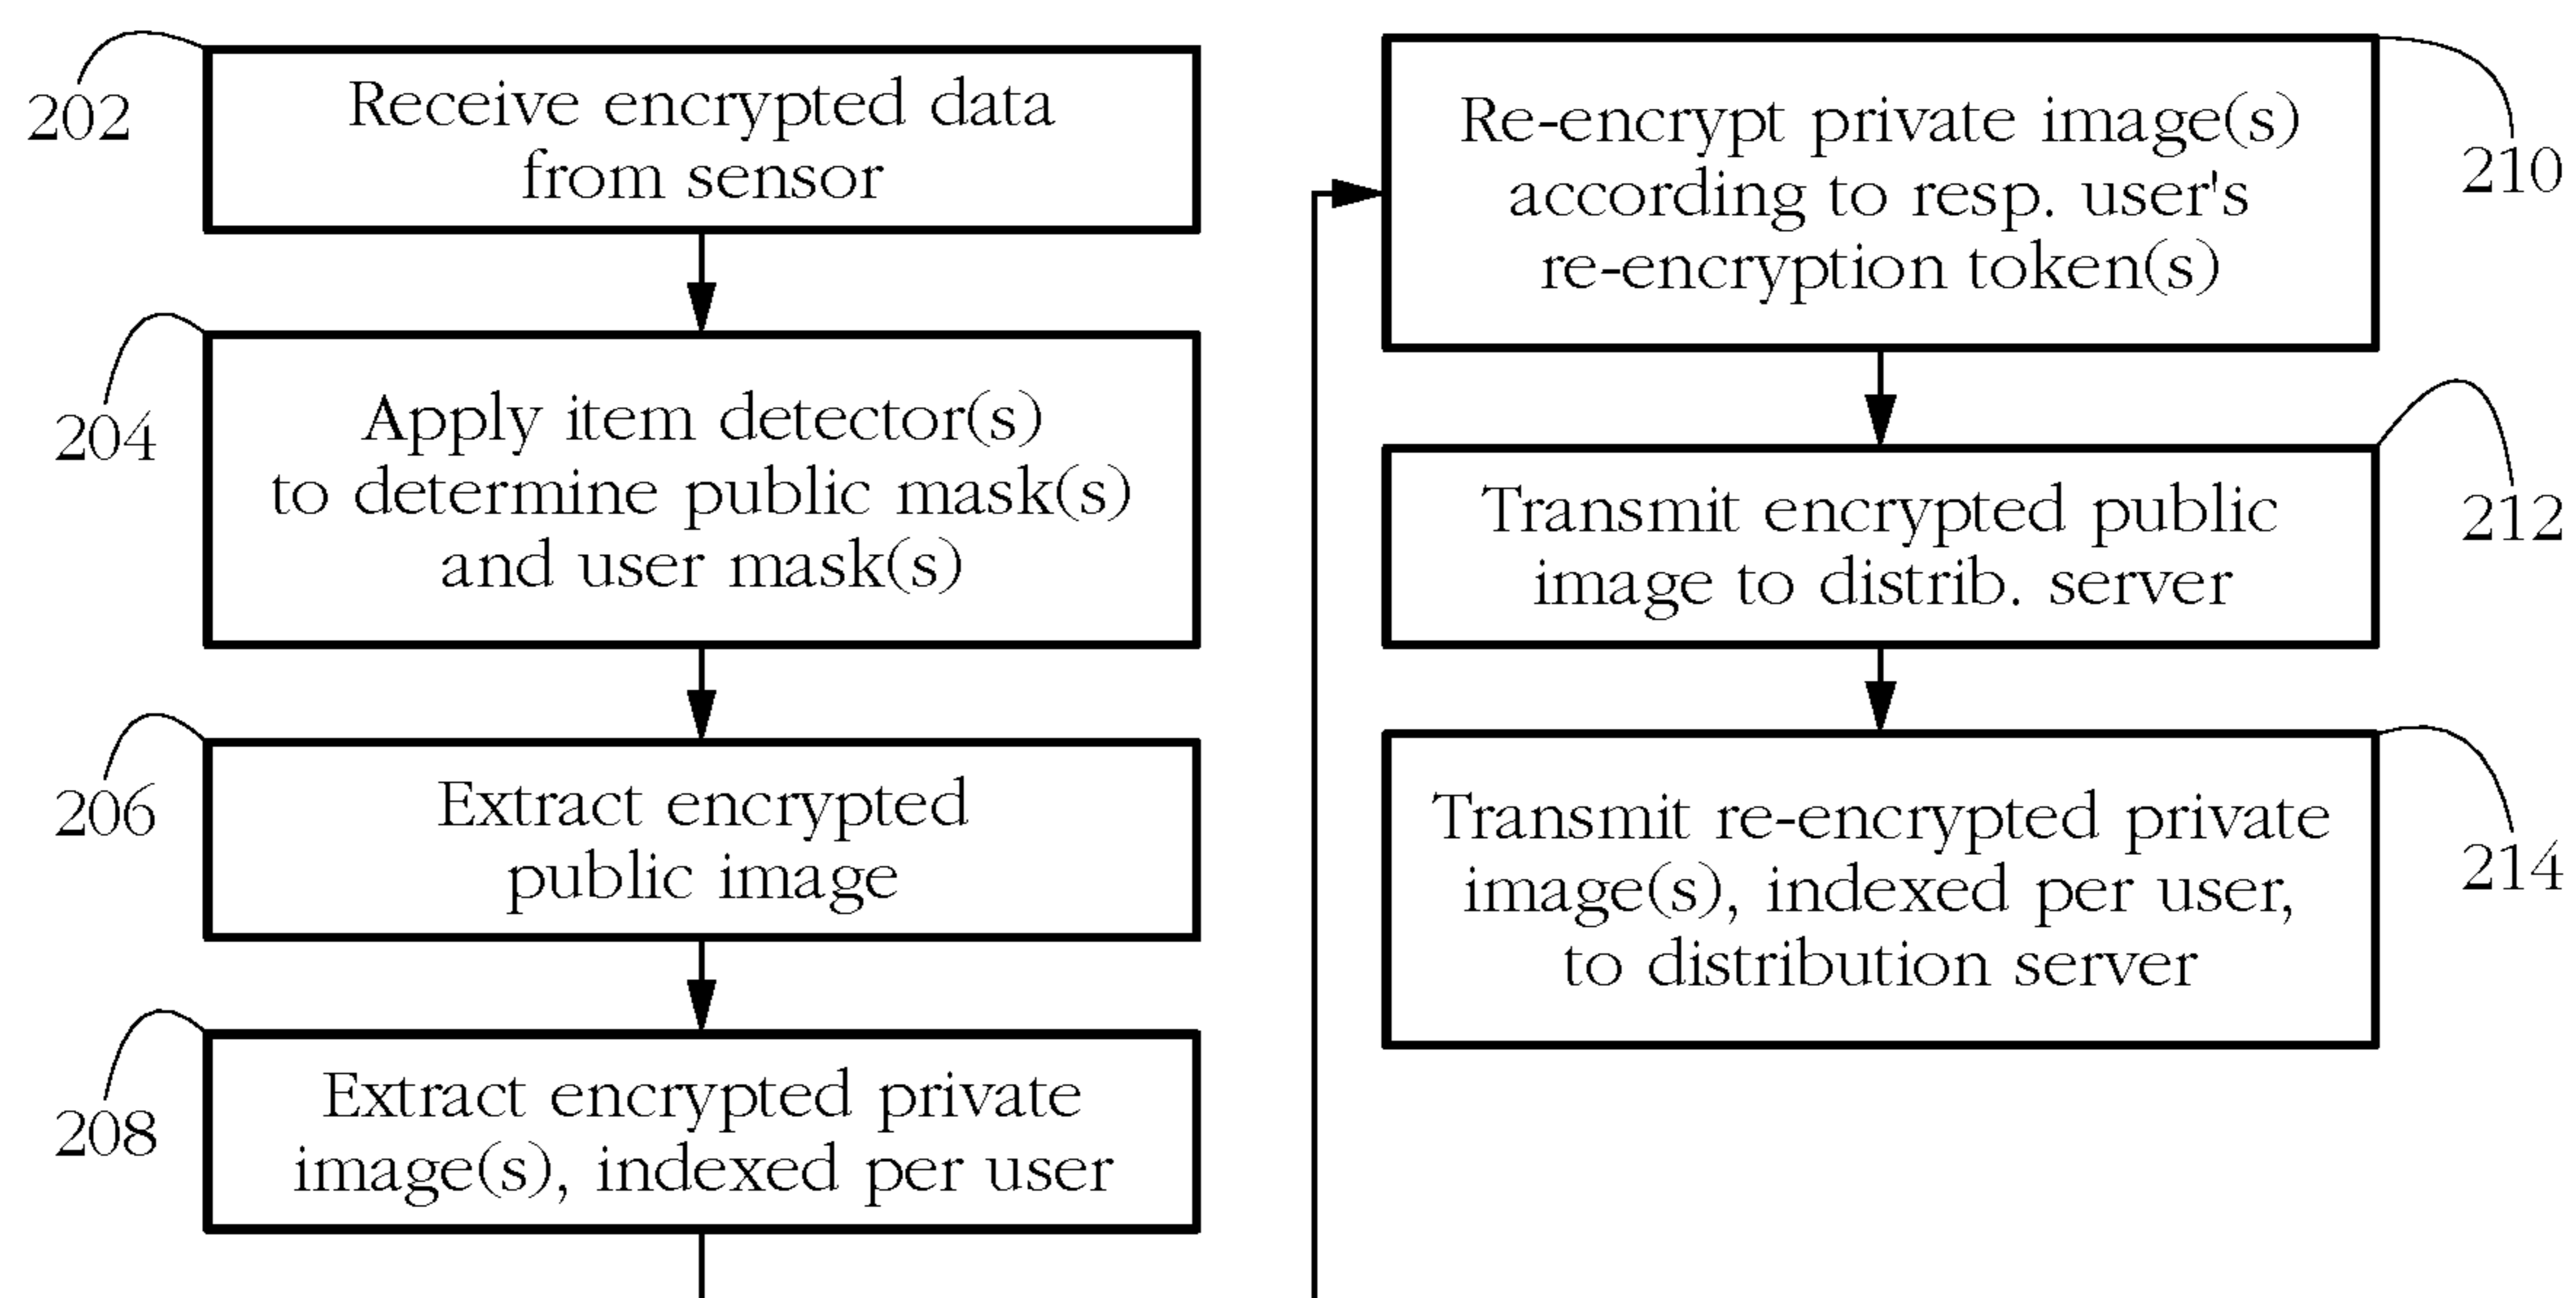 202
Receive encrypted data
from sensor
204
Apply item detector(s)
to determine public mask(s)
and user mask(s)
206
Extract encrypted
public image
208
Extract encrypted private
image(s), indexed per user
210
Re-encrypt private image(s)
according to resp. user's
re-encryption token(s)
212
Transmit encrypted public
image to distrib. server
214
Transmit re-encrypted private
image(s), indexed per user,
to distribution server